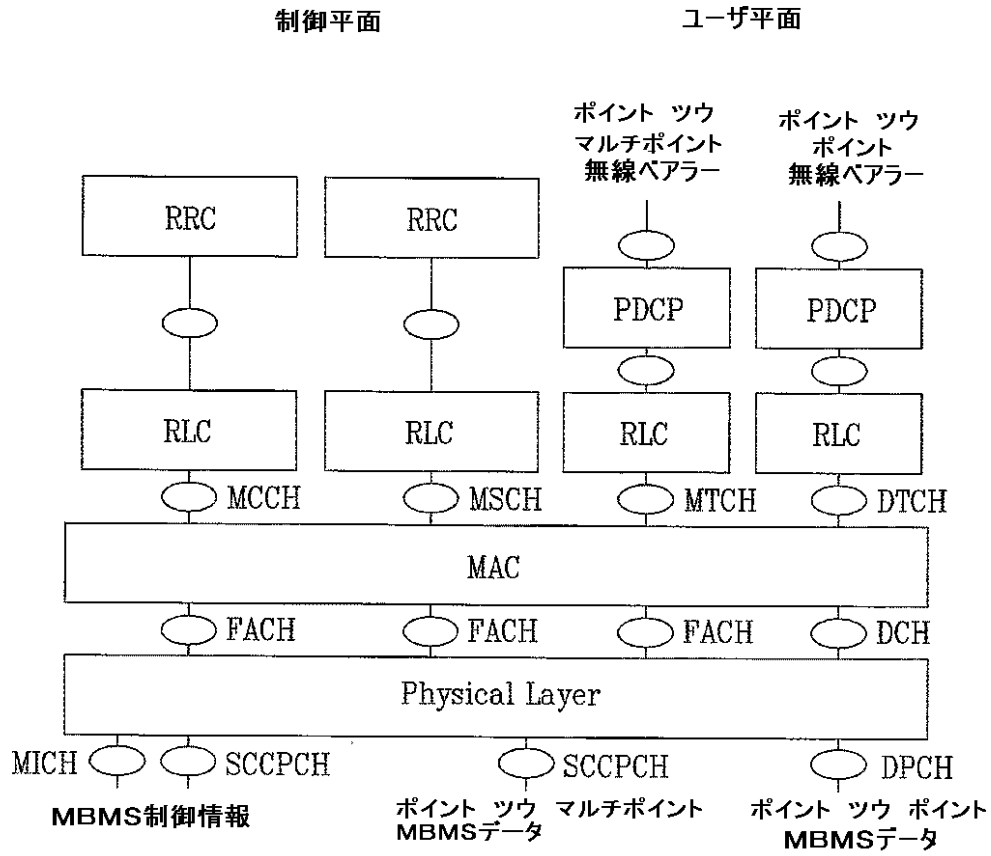 制御平面
ユーザ平面
ポイント ツウ
マルチポイント
無線ベアラー
ポイント ツウ
ポイント
無線ベアラー
RRC
RRC
PDCP
PDCP
RLC
RLC
RLC
RLC
MCCH
MSCH
MTCH
DTCH
MAC
FACH
FACH
FACH
DCH
Physical Layer
MICH
SCCPCH
SCCPCH
DPCH
MBMS制御情報
ポイント ツウ マルチポイント
MBMSデータ
ポイント ツウ ポイント
MBMSデータ